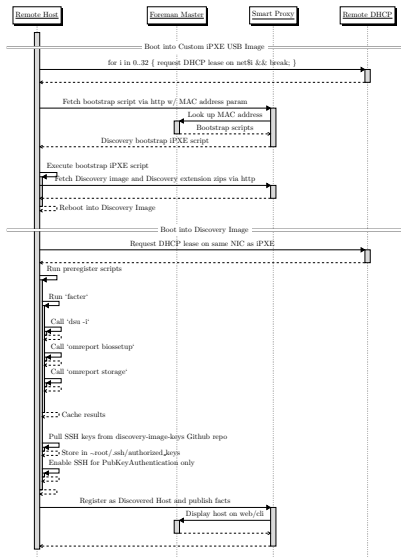 Remote Host
Foreman Master
Smart Proxy
Remote DHCP
Boot into Custom iPXE USB Image
for i in 0..32 { request DHCP lease on net$i && break; }
Fetch bootstrap script via http w/ MAC address param
Look up MAC address
Bootstrap scripts
Discovery bootstrap iPXE script
Execute bootstrap iPXE script
Fetch Discovery image and Discovery extension zips via http
Reboot into Discovery Image
Boot into Discovery Image
Request DHCP lease on same NIC as iPXE
Run preregister scripts
Run ‘facter‘
Call ‘dsu -i‘
Call ‘omreport biossetup‘
Call ‘omreport storage‘
Cache results
Pull SSH keys from discovery-image-keys Github repo
Store in ~root/.ssh/authorized_keys
Enable SSH for PubKeyAuthentication only
Register as Discovered Host and publish facts
Display host on web/cli